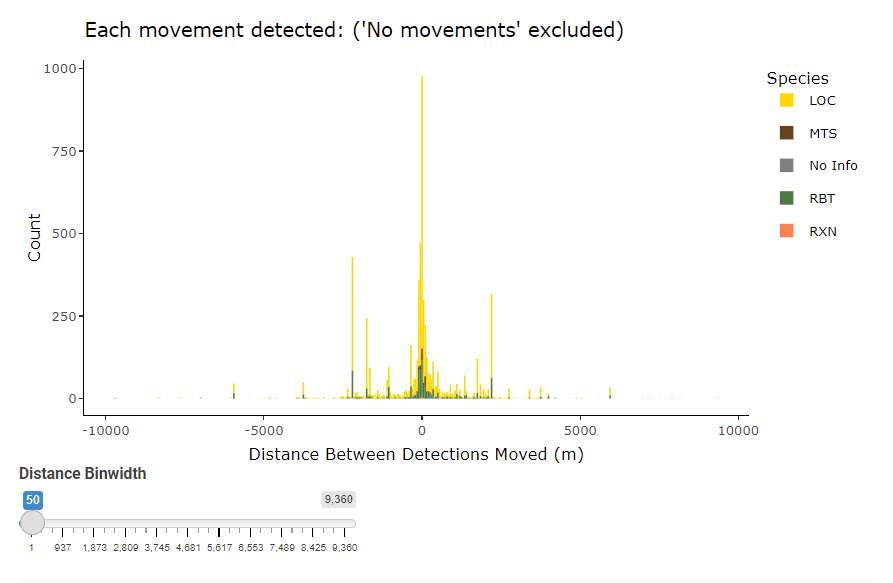 Each movement detected: ('No movements' excluded)
1000
750
500
250
0
Count
-10000 -5000 0 5000 10000
Distance Between Detections Moved (m)
Species
LOC
MTS
No Info
RBT
RXN
Distance Binwidth
50 9,360
1 937 1,873 2,809 3,745 4,681 5,617 6,553 7,489 8,425 9,360